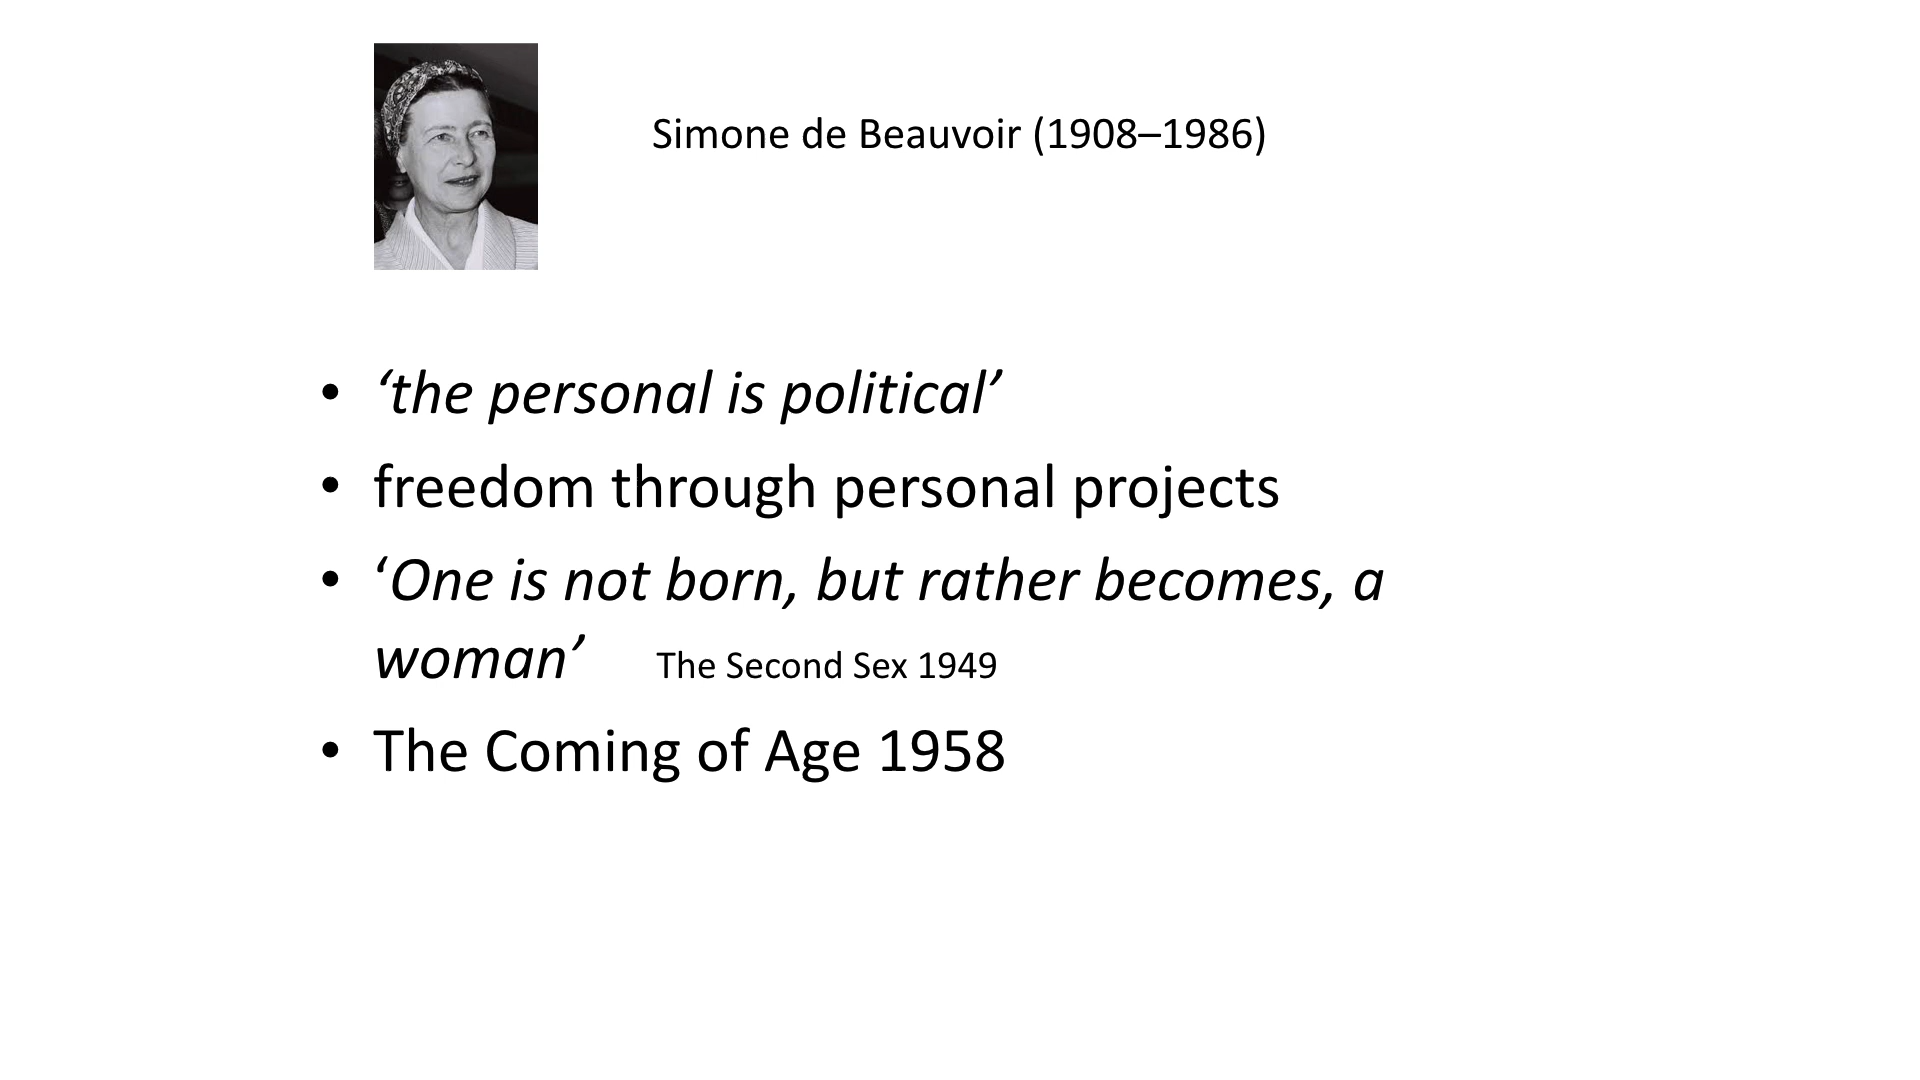 Simone de Beauvoir (1908–1986)
• ‘the personal is political’
• freedom through personal projects
• ‘One is not born, but rather becomes, a
woman’ The Second Sex 1949
• The Coming of Age 1958